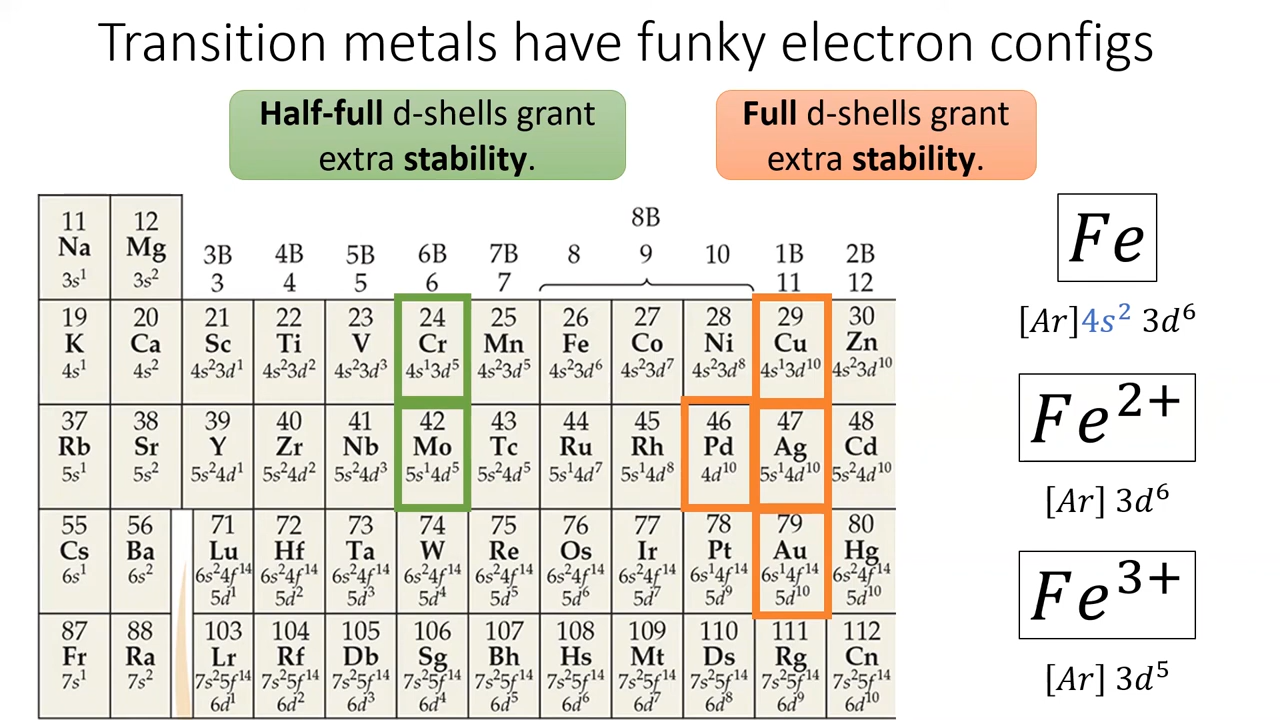 Transition metals have funky electron configs
Half-full d-shells grant
extra stability.
Full d-shells grant
extra stability.
11 12
Na Mg
3s¹ 3s²
8B
3B 4B 5B 6B 7B 8 9 10 1B 2B
3 4 5 6 7 11 12
19 20 21 22 23 24 25 26 27 28 29 30
K Ca Sc Ti V Cr Mn Fe Co Ni Cu Zn
4s¹ 4s² 4s²3d¹ 4s²3d² 4s²3d³ 4s¹3d⁵ 4s²3d⁵ 4s²3d⁶ 4s²3d⁷ 4s²3d⁸ 4s¹3d¹⁰ 4s²3d¹⁰
37 38 39 40 41 42 43 44 45 46 47 48
Rb Sr Y Zr Nb Mo Tc Ru Rh Pd Ag Cd
5s¹ 5s² 5s²4d¹ 5s²4d² 5s²4d³ 5s¹4d⁵ 5s²4d⁵ 5s¹4d⁷ 5s¹4d⁸ 4d¹⁰ 5s¹4d¹⁰ 5s²4d¹⁰
55 56 71 72 73 74 75 76 77 78 79 80
Cs Ba Lu Hf Ta W Re Os Ir Pt Au Hg
6s¹ 6s² 6s²4f¹⁴ 6s²4f¹⁴ 6s²4f¹⁴ 6s²4f¹⁴ 6s²4f¹⁴ 6s²4f¹⁴ 6s²4f¹⁴ 6s¹4f¹⁴ 6s¹4f¹⁴ 6s²4f¹⁴
5d¹ 5d² 5d³ 5d⁴ 5d⁵ 5d⁶ 5d⁷ 5d⁹ 5d¹⁰ 5d¹⁰
87 88 103 104 105 106 107 108 109 110 111 112
Fr Ra Lr Rf Db Sg Bh Hs Mt Ds Rg Cn
7s¹ 7s² 7s²5f¹⁴ 7s²5f¹⁴ 7s²5f¹⁴ 7s²5f¹⁴ 7s²5f¹⁴ 7s²5f¹⁴ 7s²5f¹⁴ 7s²5f¹⁴ 7s²5f¹⁴ 7s²5f¹⁴
6d¹ 6d² 6d³ 6d⁴ 6d⁵ 6d⁶ 6d⁷ 6d⁸ 6d⁹ 6d¹⁰
Fe
[Ar]4s² 3d⁶
Fe²⁺
[Ar] 3d⁶
Fe³⁺
[Ar] 3d⁵